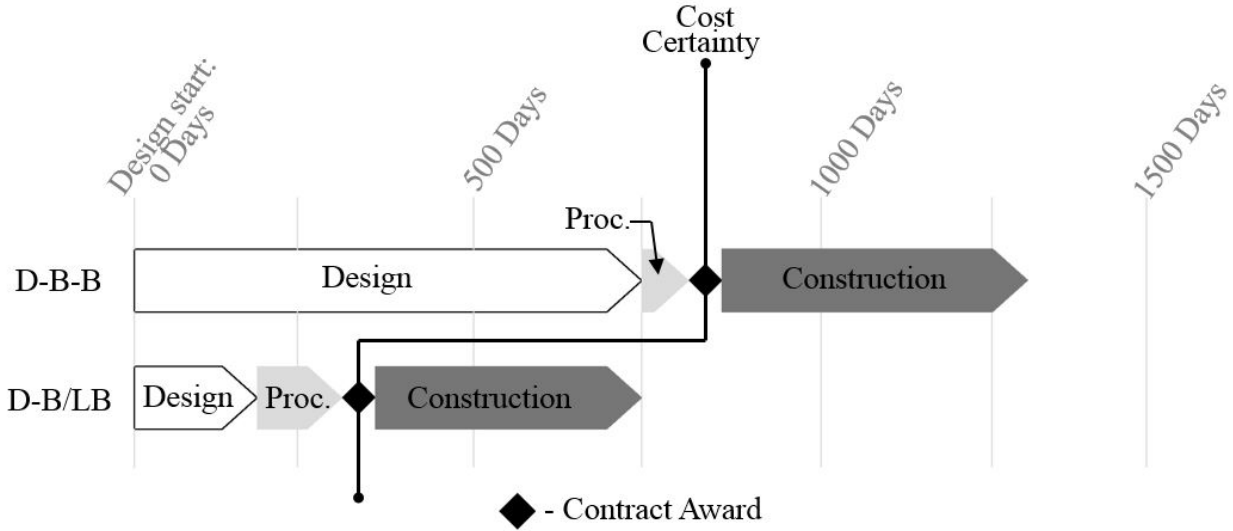 Cost
Certainty
Design start:
0 Days
500 Days
1000 Days
1500 Days
Proc.
D-B-B
Design
Construction
D-B/LB
Design
Proc.
Construction
- Contract Award